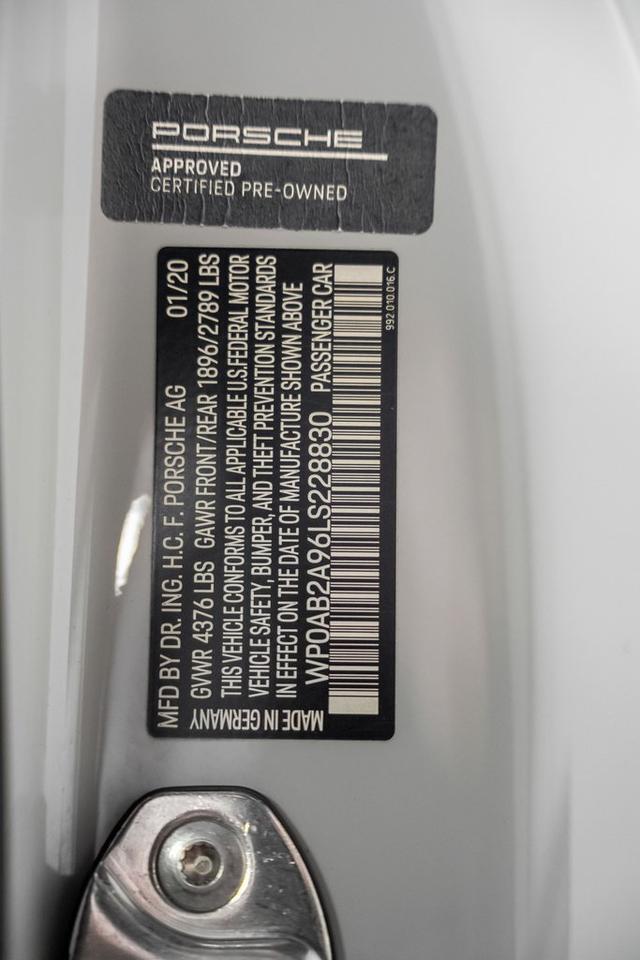 PORSCHE
APPROVED
CERTIFIED PRE-OWNED
MFD BY DR. ING. H.C. F. PORSCHE AG 01/20
GVWR 4376 LBS GAWR FRONT/REAR 1896/2789 LBS
THIS VEHICLE CONFORMS TO ALL APPLICABLE U.S.FEDERAL MOTOR
VEHICLE SAFETY, BUMPER, AND THEFT PREVENTION STANDARDS
IN EFFECT ON THE DATE OF MANUFACTURE SHOWN ABOVE
WP0AB2A96LS228830 PASSENGER CAR
MADE IN GERMANY
992.010.016.C